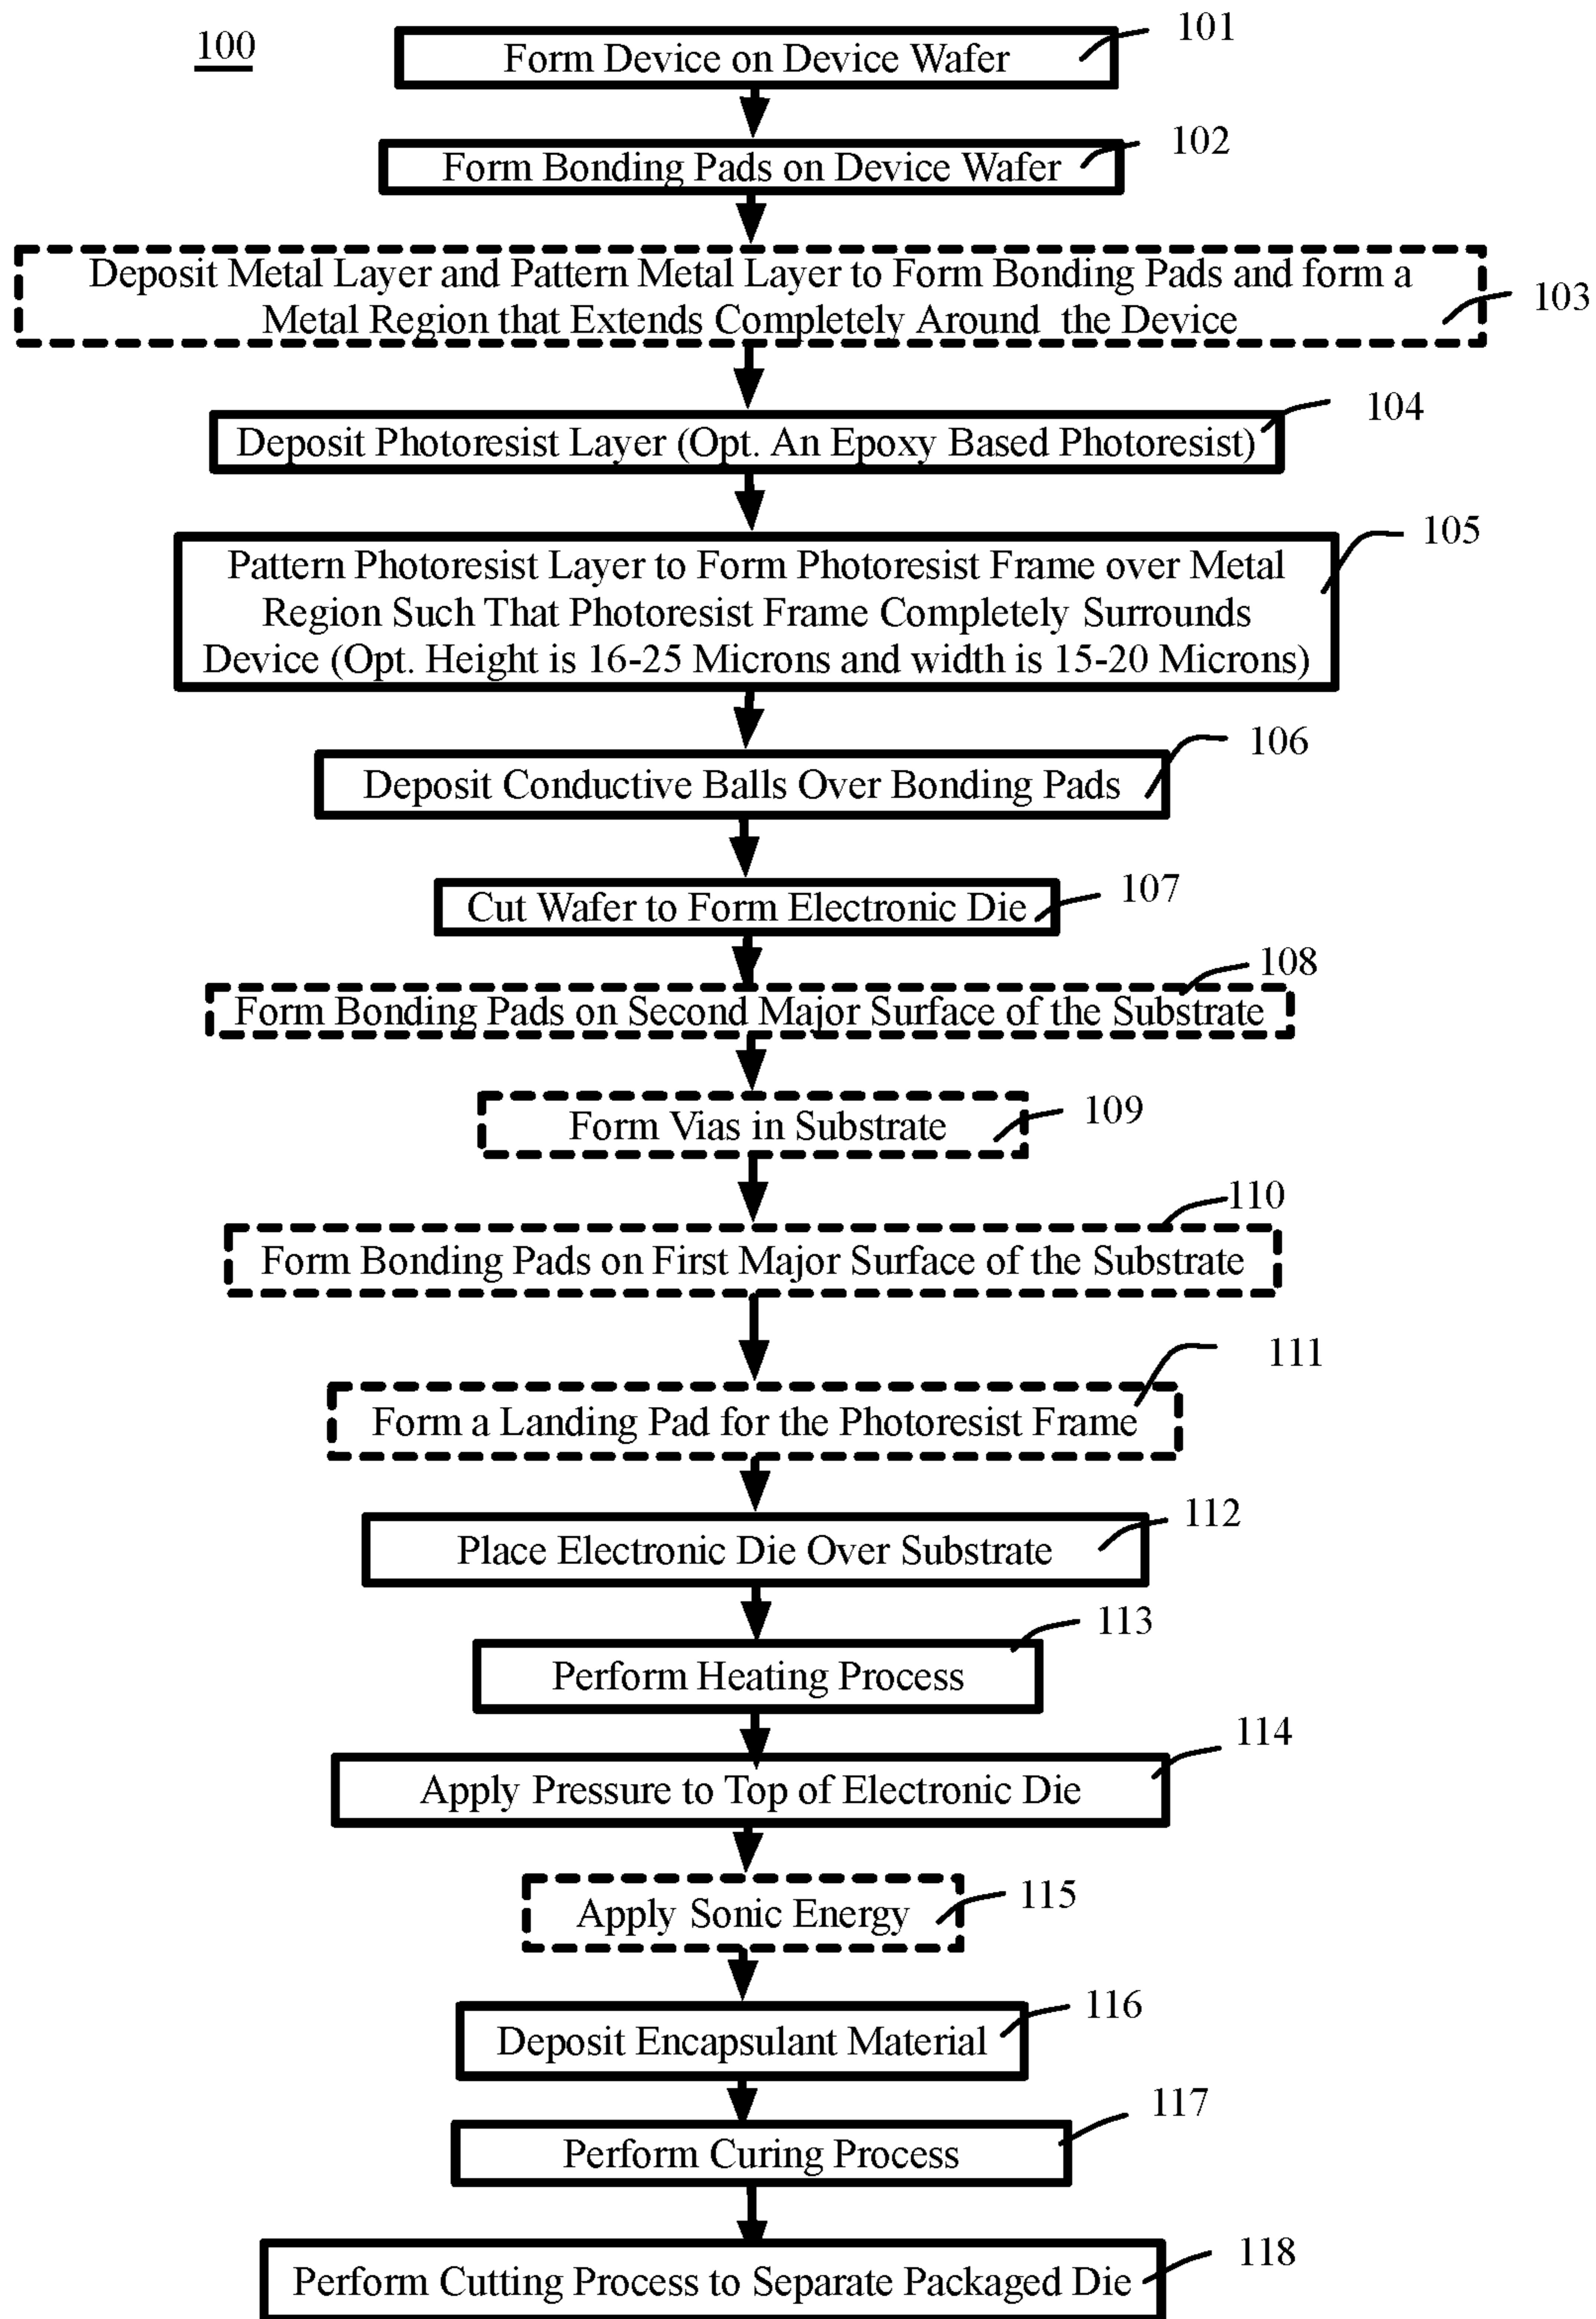 100
101
Form Device on Device Wafer
102
Form Bonding Pads on Device Wafer
Deposit Metal Layer and Pattern Metal Layer to Form Bonding Pads and form a
Metal Region that Extends Completely Around the Device
103
104
Deposit Photoresist Layer (Opt. An Epoxy Based Photoresist)
105
Pattern Photoresist Layer to Form Photoresist Frame over Metal
Region Such That Photoresist Frame Completely Surrounds
Device (Opt. Height is 16-25 Microns and width is 15-20 Microns)
106
Deposit Conductive Balls Over Bonding Pads
107
Cut Wafer to Form Electronic Die
108
Form Bonding Pads on Second Major Surface of the Substrate
109
Form Vias in Substrate
110
Form Bonding Pads on First Major Surface of the Substrate
111
Form a Landing Pad for the Photoresist Frame
112
Place Electronic Die Over Substrate
113
Perform Heating Process
114
Apply Pressure to Top of Electronic Die
115
Apply Sonic Energy
116
Deposit Encapsulant Material
117
Perform Curing Process
118
Perform Cutting Process to Separate Packaged Die